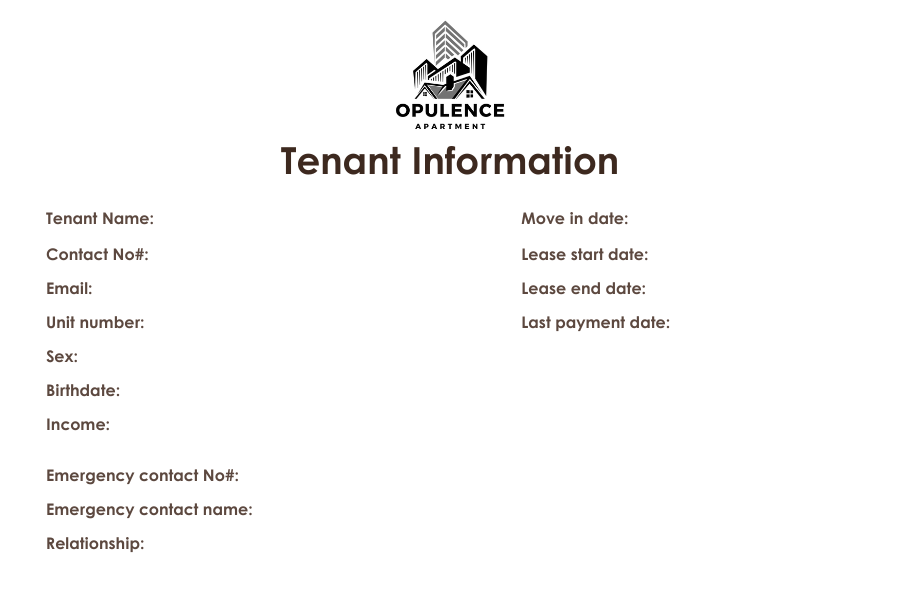 OPULENCE
APARTMENT
Tenant Information
Tenant Name:
Contact No#:
Email:
Unit number:
Sex:
Birthdate:
Income:
Emergency contact No#:
Emergency contact name:
Relationship:
Move in date:
Lease start date:
Lease end date:
Last payment date: